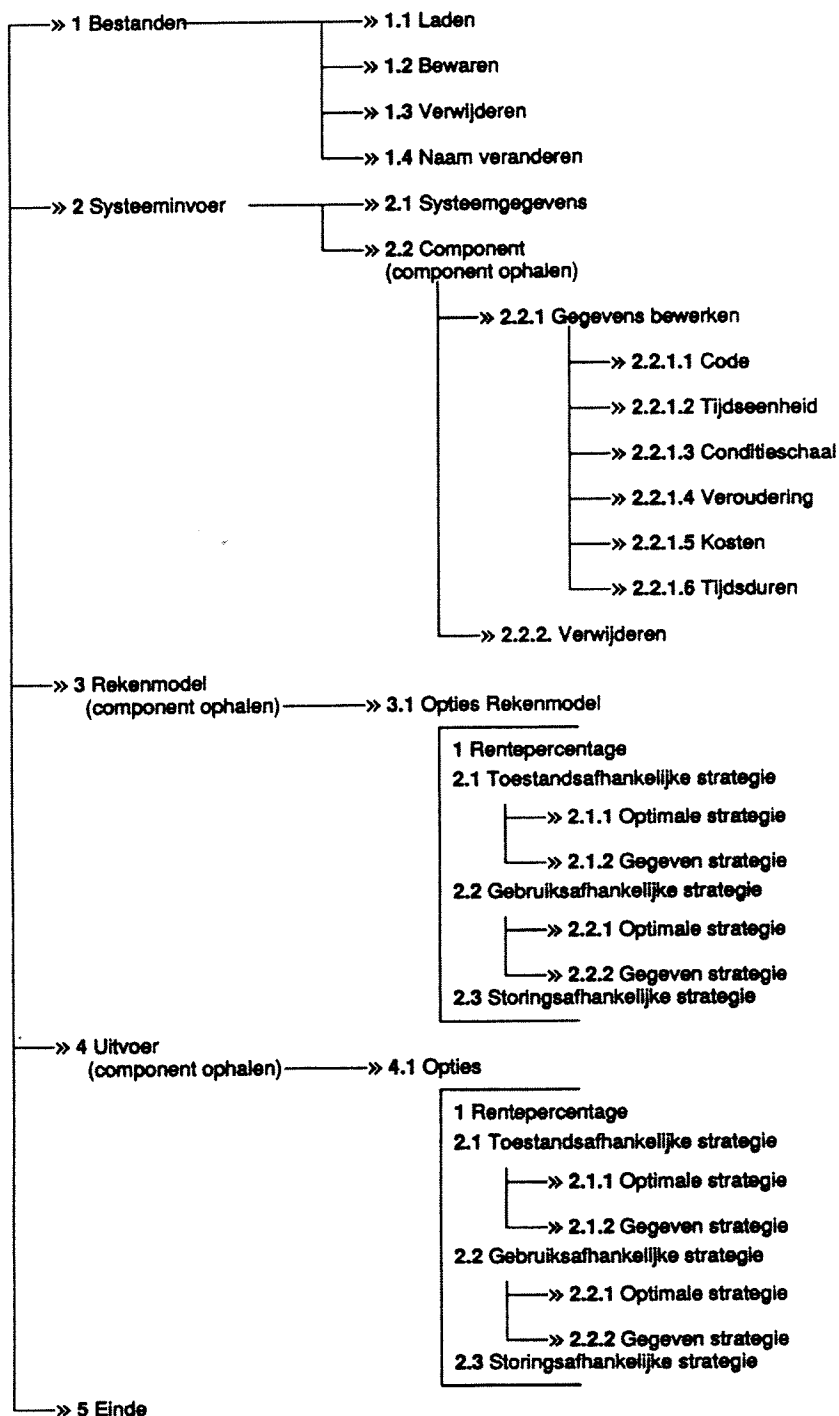 » 1 Bestanden
» 1.1 Laden
» 1.2 Bewaren
» 1.3 Verwijderen
» 1.4 Naam veranderen
» 2 Systeeminvoer
» 2.1 Systeemgegevens
» 2.2 Component
(component ophalen)
» 2.2.1 Gegevens bewerken
» 2.2.1.1 Code
» 2.2.1.2 Tijdseenheid
» 2.2.1.3 Conditieschaal
» 2.2.1.4 Veroudering
» 2.2.1.5 Kosten
» 2.2.1.6 Tijdsduren
» 2.2.2. Verwijderen
» 3 Rekenmodel
(component ophalen)
» 3.1 Opties Rekenmodel
1 Rentepercentage
2.1 Toestandsafhankelijke strategie
» 2.1.1 Optimale strategie
» 2.1.2 Gegeven strategie
2.2 Gebruiksafhankelijke strategie
» 2.2.1 Optimale strategie
» 2.2.2 Gegeven strategie
2.3 Storingsafhankelijke strategie
» 4 Uitvoer
(component ophalen)
» 4.1 Opties
1 Rentepercentage
2.1 Toestandsafhankelijke strategie
» 2.1.1 Optimale strategie
» 2.1.2 Gegeven strategie
2.2 Gebruiksafhankelijke strategie
» 2.2.1 Optimale strategie
» 2.2.2 Gegeven strategie
2.3 Storingsafhankelijke strategie
» 5 Einde